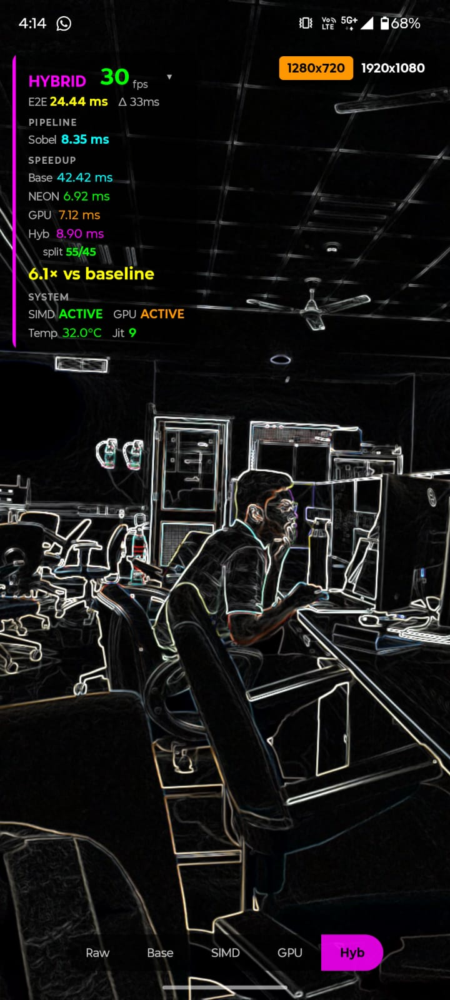 4:14 Vo LTE 5G+ 68%
1280x720 1920x1080
HYBRID 30 fps ▾
E2E 24.44 ms Δ 33ms
PIPELINE
Sobel 8.35 ms
SPEEDUP
Base 42.42 ms
NEON 6.92 ms
GPU 7.12 ms
Hyb 8.90 ms
split 55/45
6.1× vs baseline
SYSTEM
SIMD ACTIVE GPU ACTIVE
Temp 32.0°C Jit 9
Raw Base SIMD GPU Hyb